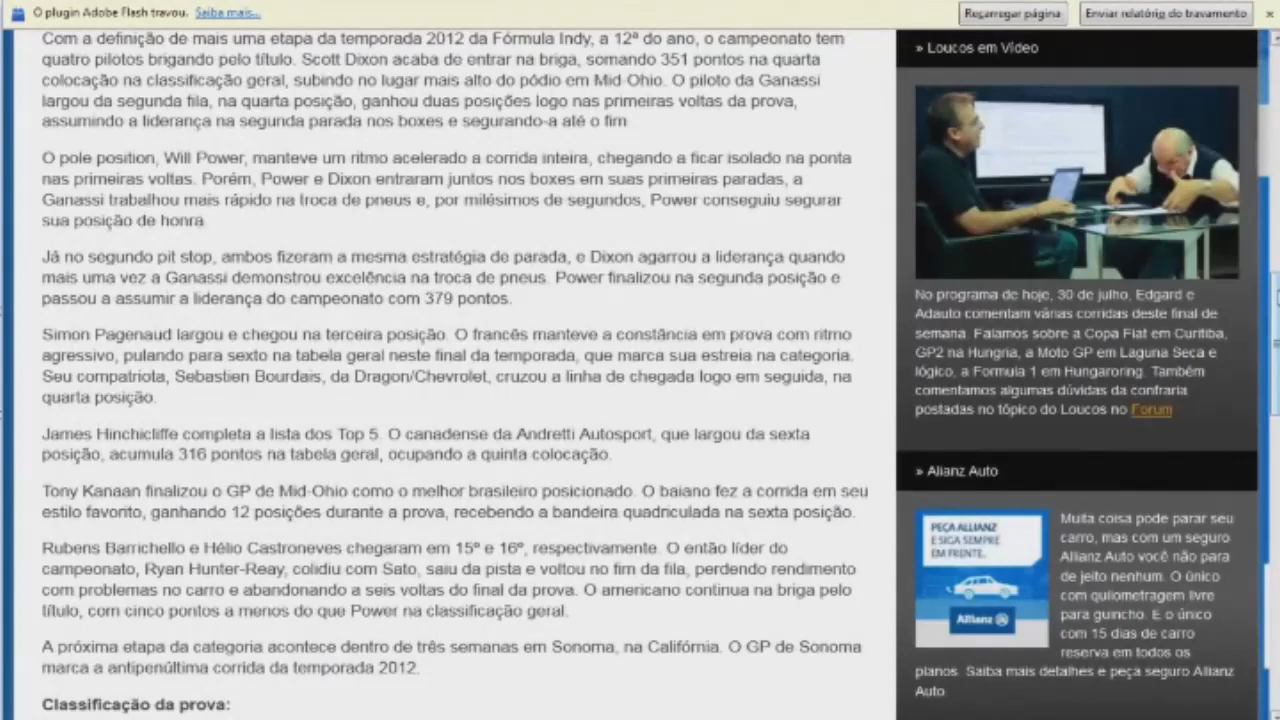 O plugin Adobe Flash travou. Saiba mais...
Recarregar página
Enviar relatório do travamento
Com a definição de mais uma etapa da temporada 2012 da Fórmula Indy, a 12ª do ano, o campeonato tem
quatro pilotos brigando pelo título. Scott Dixon acaba de entrar na briga, somando 351 pontos na quarta
colocação na classificação geral, subindo no lugar mais alto do pódio em Mid-Ohio. O piloto da Ganassi
largou da segunda fila, na quarta posição, ganhou duas posições logo nas primeiras voltas da prova,
assumindo a liderança na segunda parada nos boxes e segurando-a até o fim
O pole position, Will Power, manteve um ritmo acelerado a corrida inteira, chegando a ficar isolado na ponta
nas primeiras voltas. Porém, Power e Dixon entraram juntos nos boxes em suas primeiras paradas, a
Ganassi trabalhou mais rápido na troca de pneus e, por milésimos de segundos, Power conseguiu segurar
sua posição de honra
Já no segundo pit stop, ambos fizeram a mesma estratégia de parada, e Dixon agarrou a liderança quando
mais uma vez a Ganassi demonstrou excelência na troca de pneus. Power finalizou na segunda posição e
passou a assumir a liderança do campeonato com 379 pontos.
Simon Pagenaud largou e chegou na terceira posição. O francês manteve a constância em prova com ritmo
agressivo, pulando para sexto na tabela geral neste final da temporada, que marca sua estreia na categoria.
Seu compatriota, Sebastien Bourdais, da Dragon/Chevrolet, cruzou a linha de chegada logo em seguida, na
quarta posição.
James Hinchicliffe completa a lista dos Top 5. O canadense da Andretti Autosport, que largou da sexta
posição, acumula 316 pontos na tabela geral, ocupando a quinta colocação.
Tony Kanaan finalizou o GP de Mid-Ohio como o melhor brasileiro posicionado. O baiano fez a corrida em seu
estilo favorito, ganhando 12 posições durante a prova, recebendo a bandeira quadriculada na sexta posição.
Rubens Barrichello e Hélio Castroneves chegaram em 15º e 16º, respectivamente. O então líder do
campeonato, Ryan Hunter-Reay, colidiu com Sato, saiu da pista e voltou no fim da fila, perdendo rendimento
com problemas no carro e abandonando a seis voltas do final da prova. O americano continua na briga pelo
título, com cinco pontos a menos do que Power na classificação geral.
A próxima etapa da categoria acontece dentro de três semanas em Sonoma, na Califórnia. O GP de Sonoma
marca a antipenúltima corrida da temporada 2012.
Classificação da prova:
» Loucos em Vídeo
No programa de hoje, 30 de julho, Edgard e
Adauto comentam várias corridas deste final de
semana. Falamos sobre a Copa Fiat em Curitiba,
GP2 na Hungria, a Moto GP em Laguna Seca e
lógico, a Formula 1 em Hungaroring. Também
comentamos algumas dúvidas da confraria
postadas no tópico do Loucos no Forum
» Alianz Auto
PEÇA ALLIANZ
E SIGA SEMPRE
EM FRENTE.
Allianz
Muita coisa pode parar seu
carro, mas com um seguro
Allianz Auto você não para
de jeito nenhum. O único
com quilometragem livre
para guincho. E o único
com 15 dias de carro
reserva em todos os
planos. Saiba mais detalhes e peça seguro Allianz
Auto